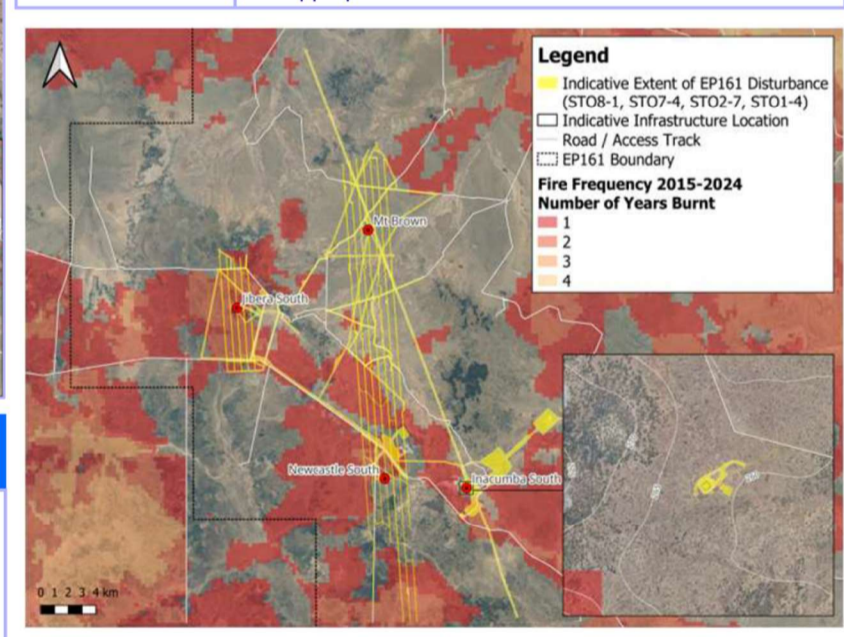 Legend
Indicative Extent of EP161 Disturbance
(STO8-1, STO7-4, STO2-7, STO1-4)
Indicative Infrastructure Location
Road / Access Track
EP161 Boundary
Fire Frequency 2015-2024
Number of Years Burnt
1
2
3
4
Mt Brown
Jibera South
Newcastle South
Inacumba South
0 1 2 3 4 km